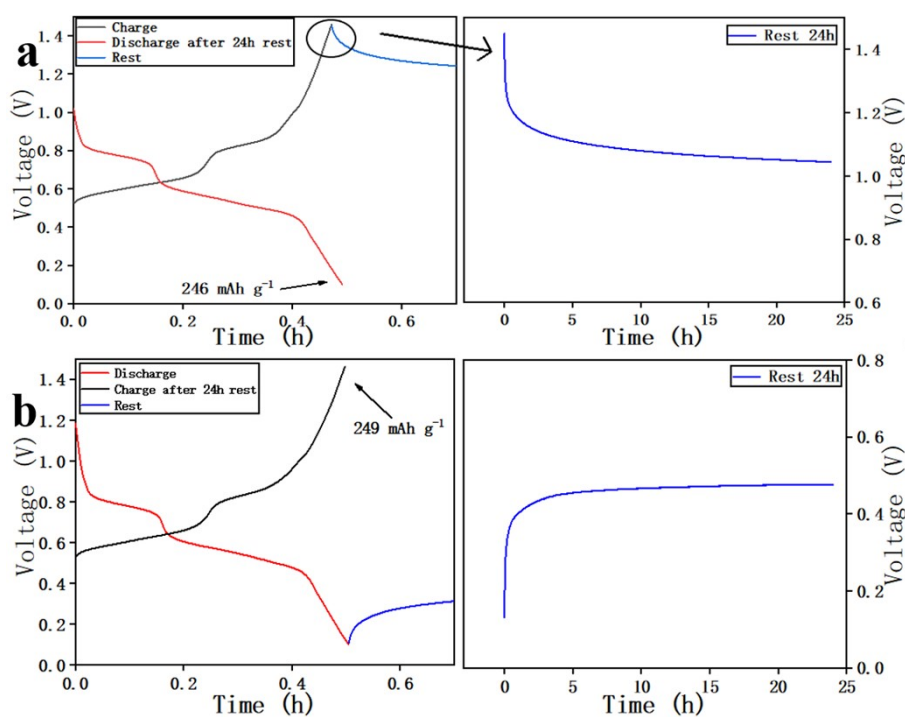 a
Charge
Discharge after 24h rest
Rest
246 mAh g⁻¹
Voltage (V)
1.4
1.2
1.0
0.8
0.6
0.4
0.2
0.0
0.0 0.2 0.4 0.6
Time (h)
Rest 24h
Voltage (V)
1.4
1.2
1.0
0.8
0.6
0 5 10 15 20 25
Time (h)
b
Discharge
Charge after 24h rest
Rest
249 mAh g⁻¹
Voltage (V)
1.4
1.2
1.0
0.8
0.6
0.4
0.2
0.0
0.0 0.2 0.4 0.6
Time (h)
Rest 24h
Voltage (V)
0.8
0.6
0.4
0.2
0.0
0 5 10 15 20 25
Time (h)